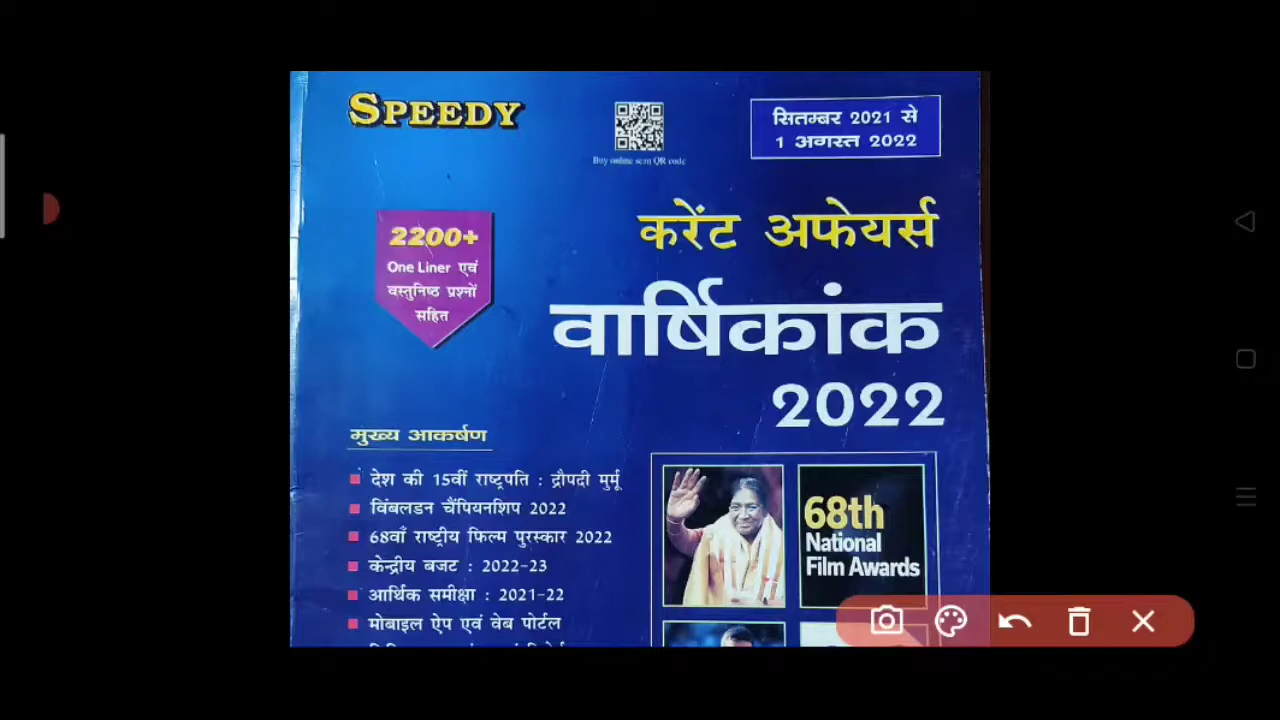 SPEEDY
Buy online scan QR code
सितम्बर 2021 से
1 अगस्त 2022
2200+
One Liner एवं
वस्तुनिष्ठ प्रश्नों
सहित
करेंट अफेयर्स
वार्षिकांक
2022
मुख्य आकर्षण
देश की 15वीं राष्ट्रपति : द्रौपदी मुर्मू
विंबलडन चैंपियनशिप 2022
68वाँ राष्ट्रीय फिल्म पुरस्कार 2022
केन्द्रीय बजट : 2022-23
आर्थिक समीक्षा : 2021-22
मोबाइल ऐप एवं वेब पोर्टल
68th
National
Film Awards